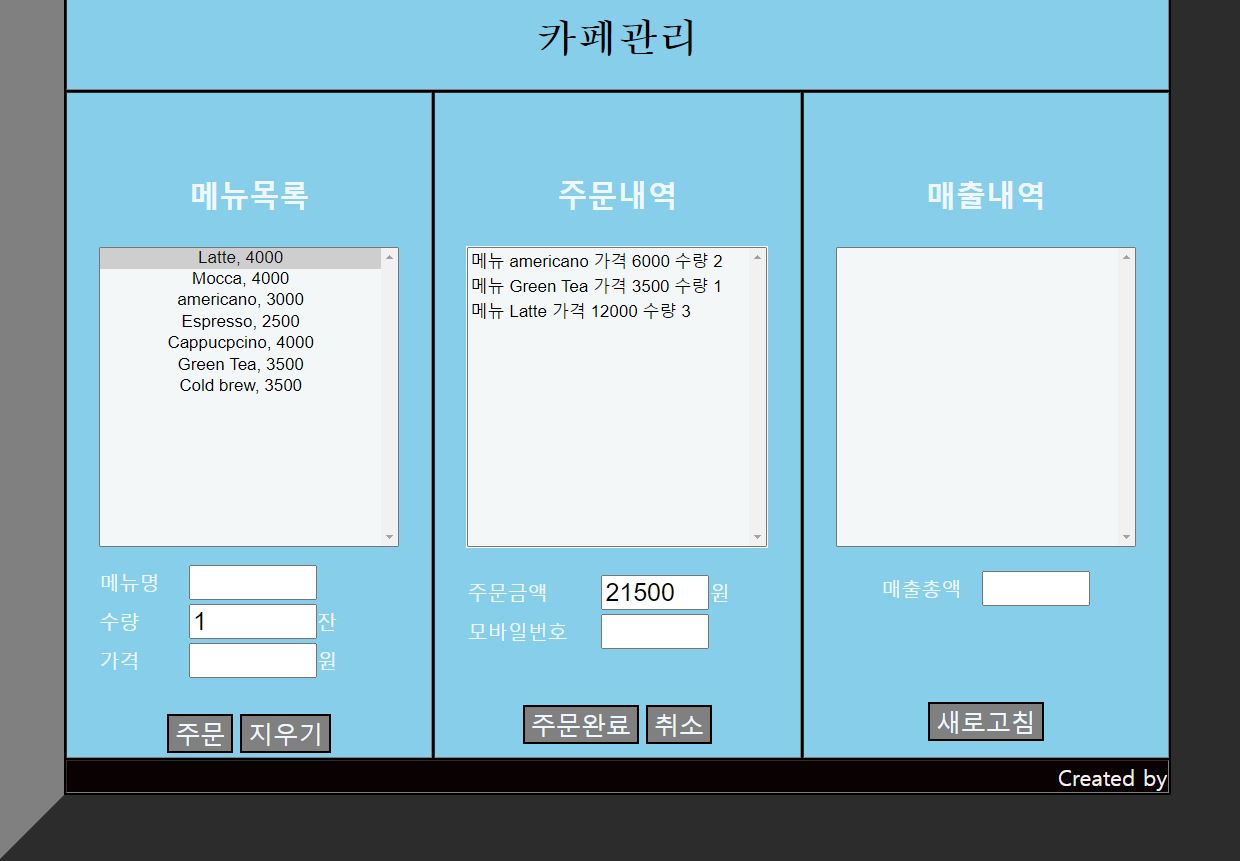 카페관리
메뉴목록
Latte, 4000
Mocca, 4000
americano, 3000
Espresso, 2500
Cappucpcino, 4000
Green Tea, 3500
Cold brew, 3500
메뉴명
수량 1 잔
가격 원
주문 지우기
주문내역
메뉴 americano 가격 6000 수량 2
메뉴 Green Tea 가격 3500 수량 1
메뉴 Latte 가격 12000 수량 3
주문금액 21500 원
모바일번호
주문완료 취소
매출내역
매출총액
새로고침
Created by